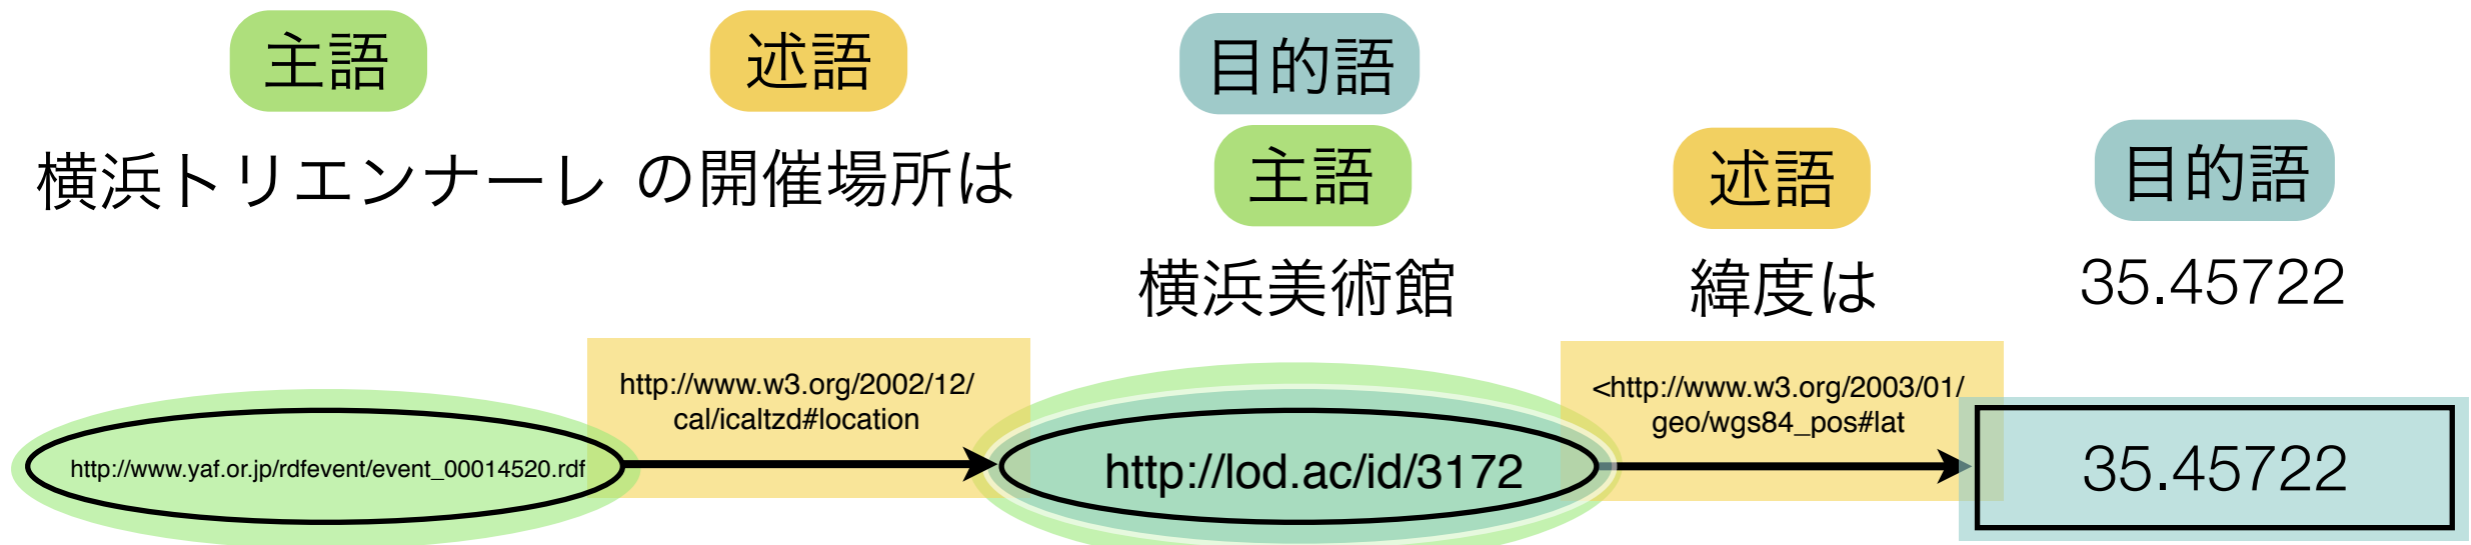 主語
述語
目的語
横浜トリエンナーレ の開催場所は
主語
述語
目的語
横浜美術館
緯度は
35.45722
http://www.w3.org/2002/12/
cal/icaltzd#location
<http://www.w3.org/2003/01/
geo/wgs84_pos#lat
http://www.yaf.or.jp/rdfevent/event_00014520.rdf
http://lod.ac/id/3172
35.45722